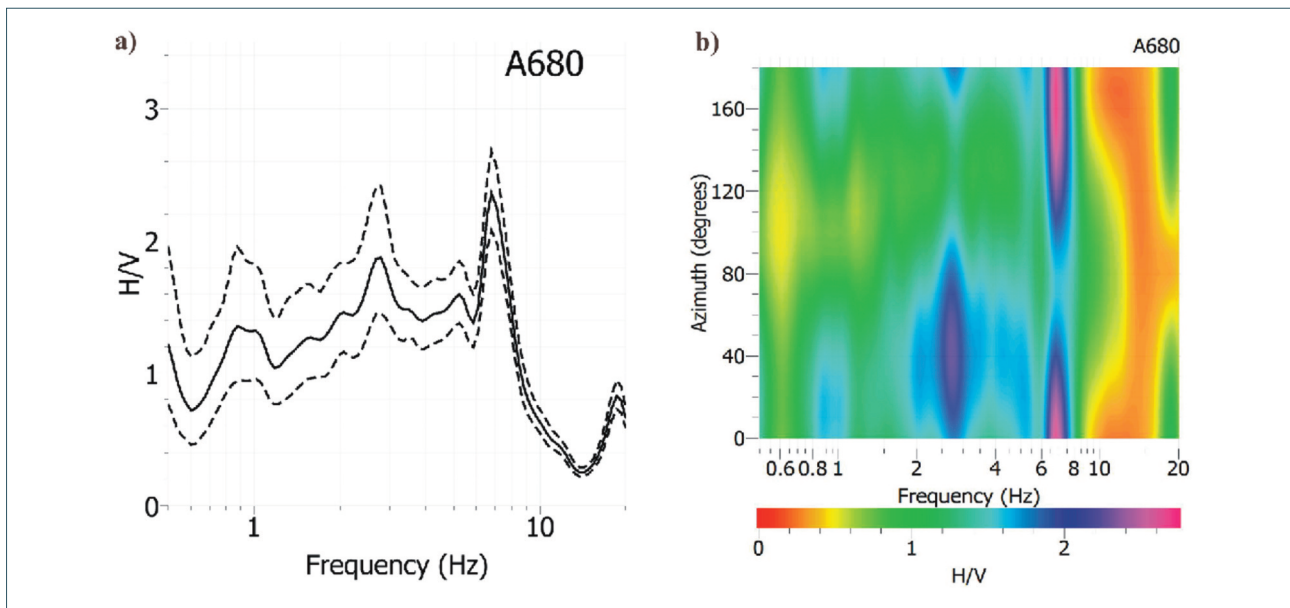 a)
A680
3
2
1
0
H/V
1
10
Frequency (Hz)
b)
A680
160
120
80
40
0
Azimuth (degrees)
0.6 0.8 1 2 4 6 8 10 20
Frequency (Hz)
0 1 2
H/V